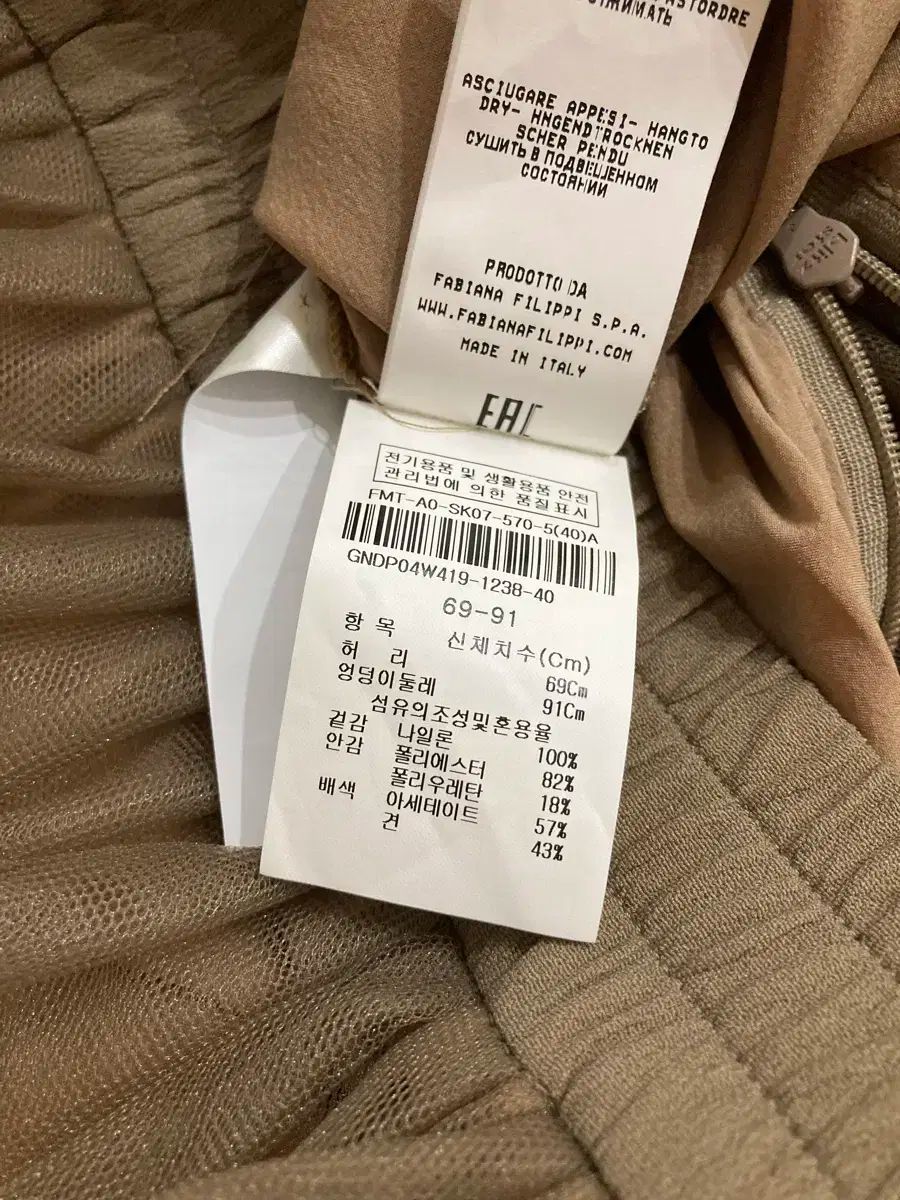 ASTORDRE
ОТЖИМАТЬ
ASCIUGARE APPESI- HANGTO
DRY- HNGENDTROCKNEN
SCHER PENDU
СУШИТЬ В ПОДВЕШЕННОМ
СОСТОЯНИИ
PRODOTTO DA
FABIANA FILIPPI S.P.A.
WWW.FABIANAFILIPPI.COM
MADE IN ITALY
EAC
전기용품 및 생활용품 안전
관리법에 의한 품질표시
FMT-A0-SK07-570-5(40)A
GNDP04W419-1238-40
69-91
항 목 신체치수(Cm)
허 리 69Cm
엉덩이둘레 91Cm
섬유의조성및혼용율
겉감 나일론 100%
안감 폴리에스터 82%
폴리우레탄 18%
배색 아세테이트 57%
견 43%